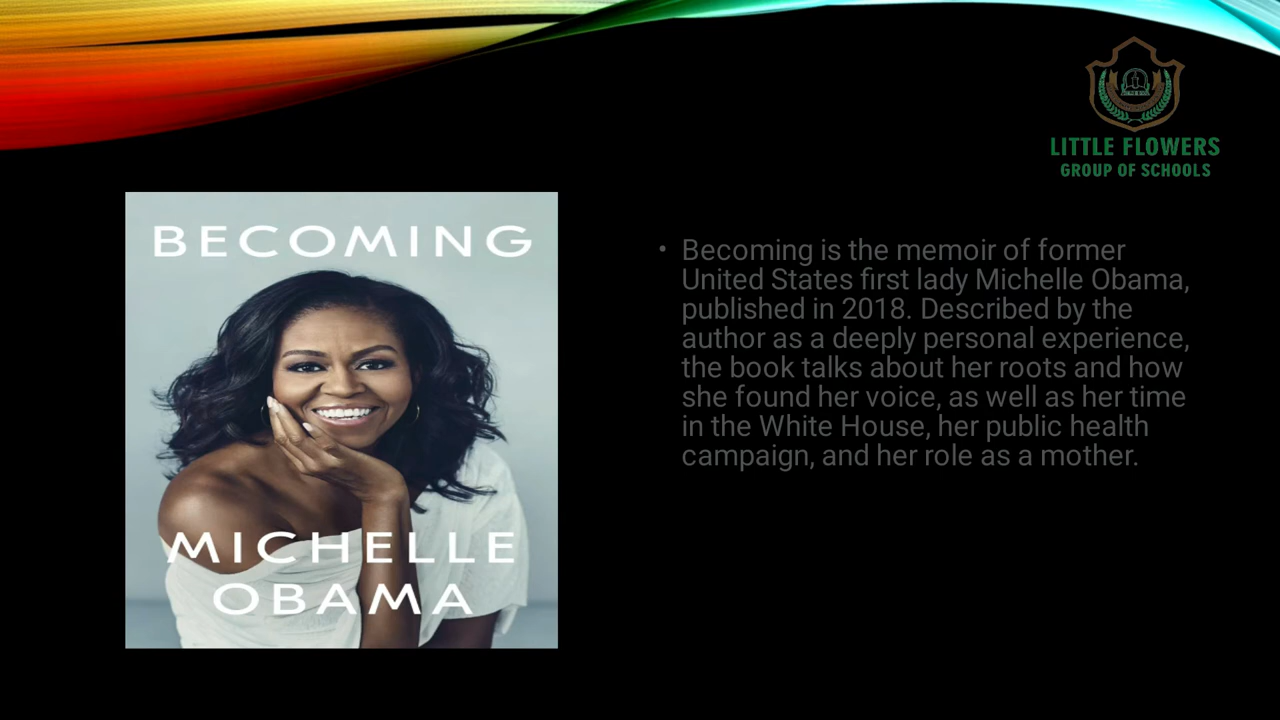 LITTLE FLOWERS
GROUP OF SCHOOLS
BECOMING
MICHELLE
OBAMA
• Becoming is the memoir of former
United States first lady Michelle Obama,
published in 2018. Described by the
author as a deeply personal experience,
the book talks about her roots and how
she found her voice, as well as her time
in the White House, her public health
campaign, and her role as a mother.